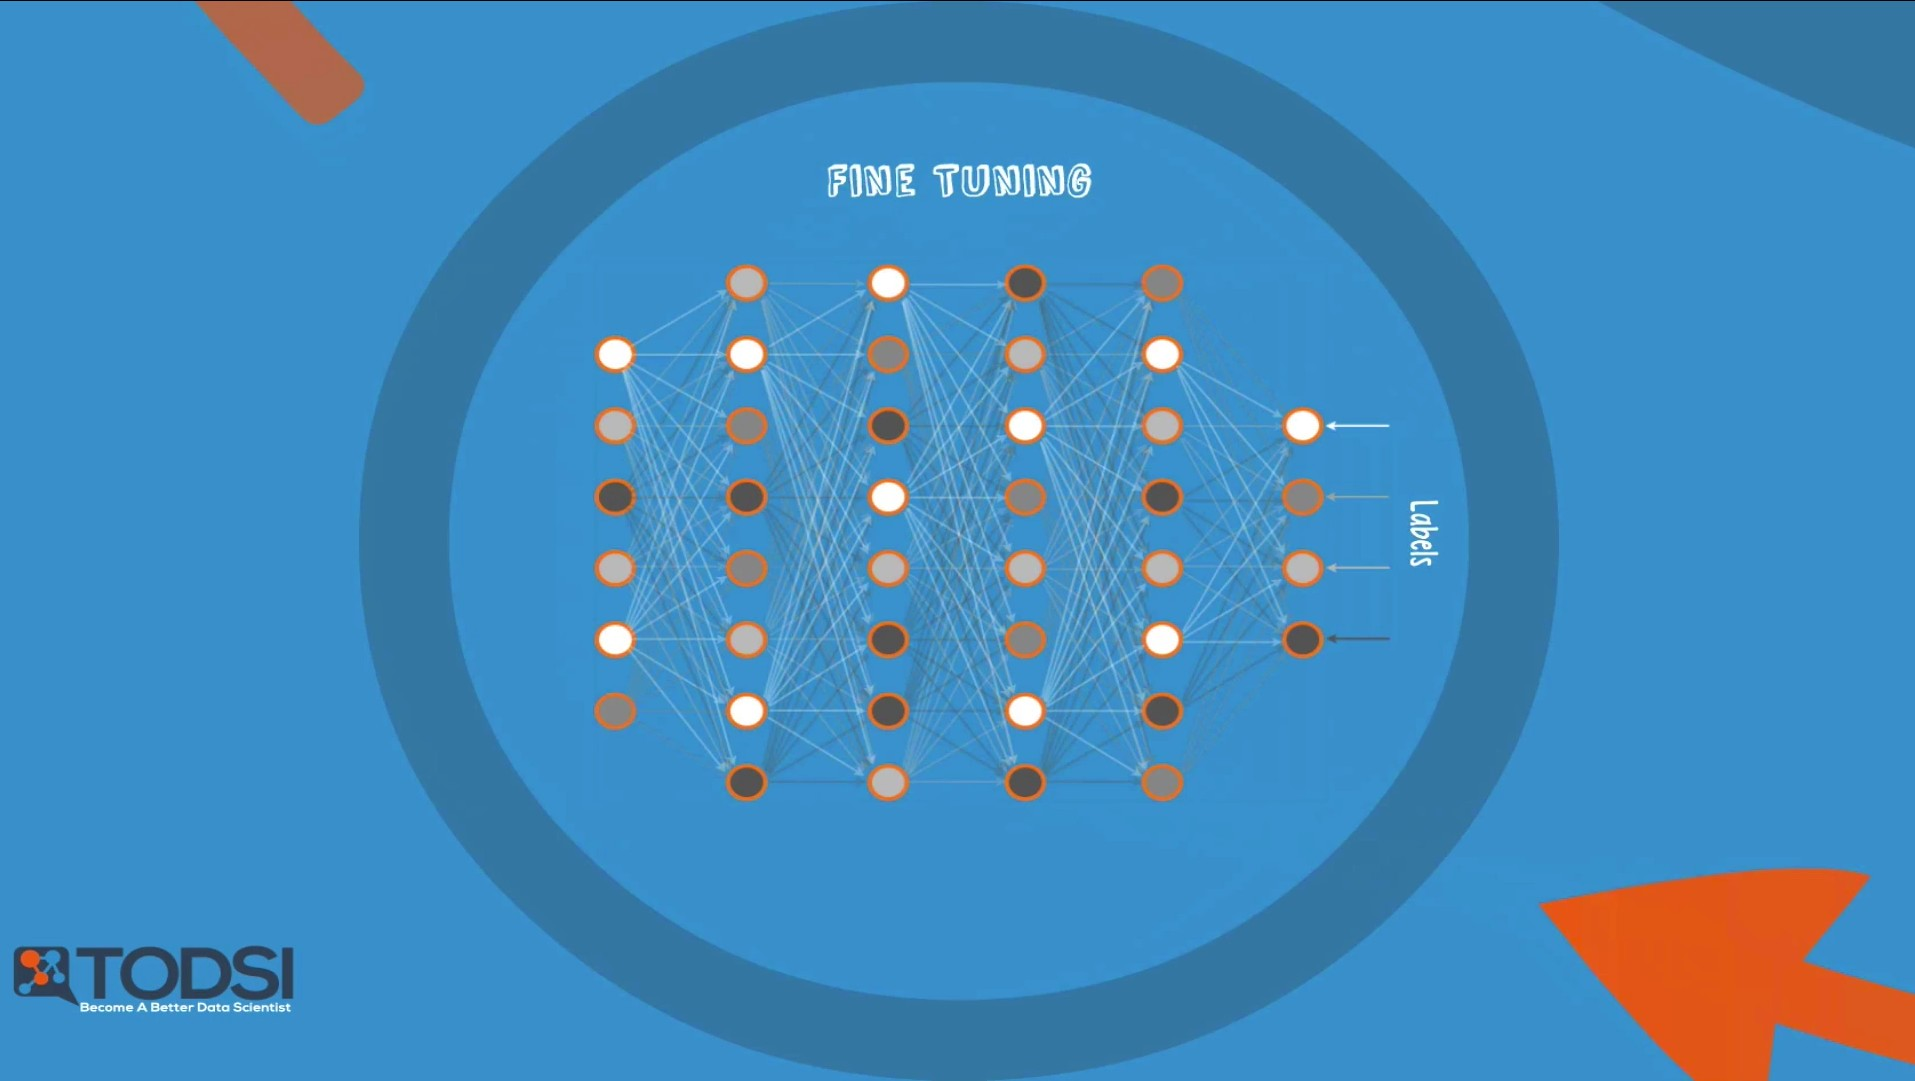 FINE TUNING
Labels
TODSI
Become A Better Data Scientist